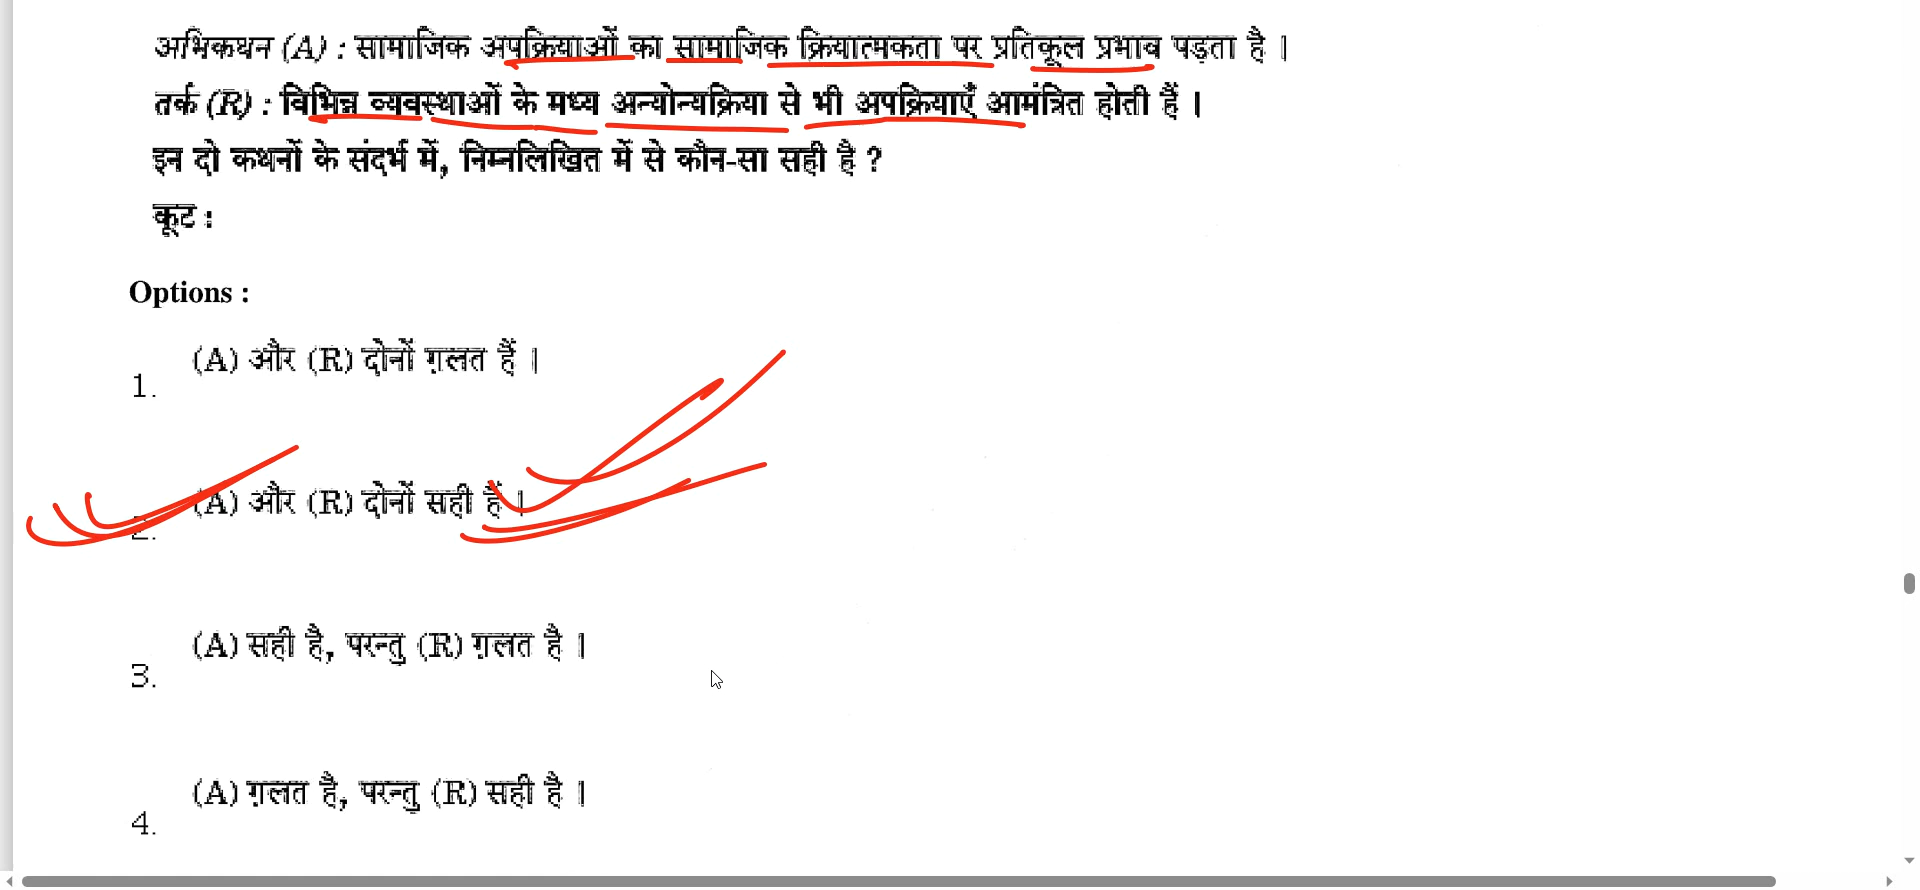 अभिकथन (A) : सामाजिक अपक्रियाओं का सामाजिक क्रियात्मकता पर प्रतिकूल प्रभाव पड़ता है |
तर्क (R) : विभिन्न व्यवस्थाओं के मध्य अन्योन्यक्रिया से भी अपक्रियाएँ आमंत्रित होती हैं |
इन दो कथनों के संदर्भ में, निम्नलिखित में से कौन-सा सही है ?
कूट :
Options :
(A) और (R) दोनों ग़लत हैं |
1.
(A) और (R) दोनों सही हैं |
2.
(A) सही है, परन्तु (R) ग़लत है |
3.
(A) ग़लत है, परन्तु (R) सही है |
4.